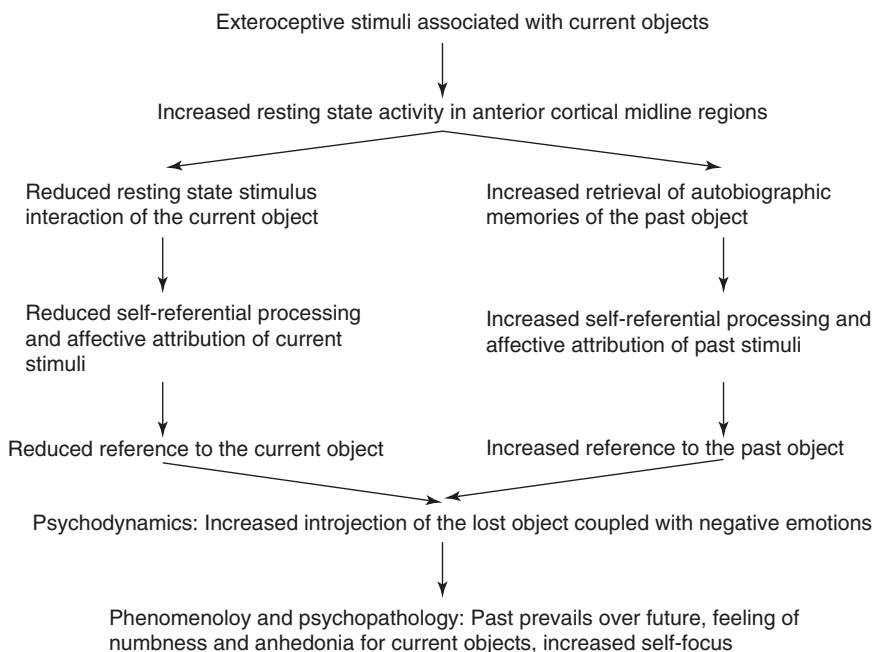 Exteroceptive stimuli associated with current objects
Increased resting state activity in anterior cortical midline regions
Reduced resting state stimulus
interaction of the current object
Increased retrieval of autobiographic
memories of the past object
Reduced self-referential processing
and affective attribution of current
stimuli
Increased self-referential processing and
affective attribution of past stimuli
Reduced reference to the current object
Increased reference to the past object
Psychodynamics: Increased introjection of the lost object coupled with negative emotions
Phenomenoloy and psychopathology: Past prevails over future, feeling of
numbness and anhedonia for current objects, increased self-focus